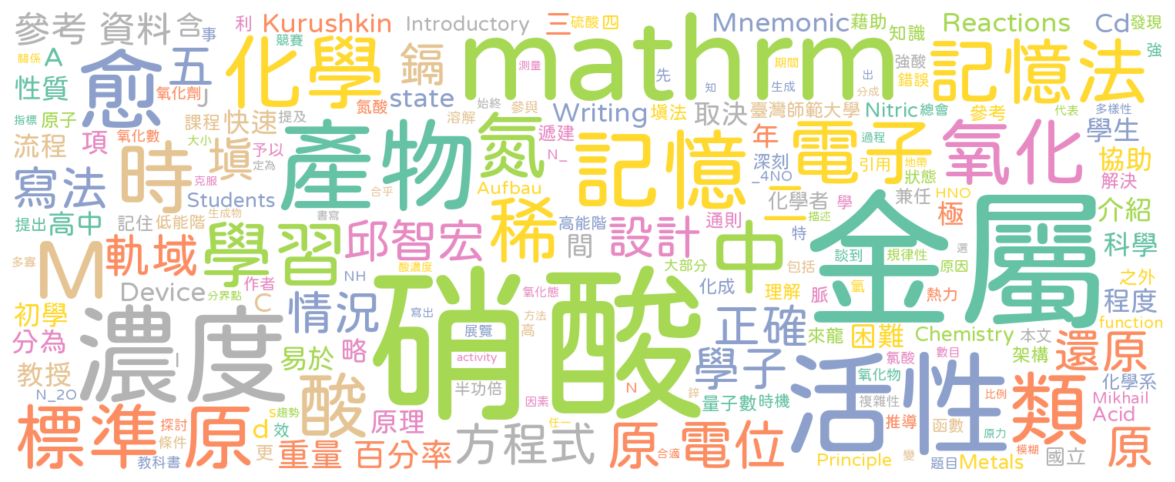 參考 資料 含 利 Kurushkin Introductory 三 硫酸 四 Mnemonic 藉助 Reactions Cd 發現
關係 A 愈 五 事 競賽 化學 鎘 mathrm 測量 先 期間 知識 強酸 記憶法 強
性質 氧化劑 J 氮酸 state 知 生成 出 分成 錯誤
指標 原子 課程 快速 提及 始終 參與 Writing 填法 取決 臺灣師範大學 Nitric 總會 參考 代表 多樣性
流程 項 氧化數 時 大小 填 予以 定為 產物 溶解 氮 N_ 遞建 記憶 年 電子 引用 過程 地帶 氧化 學生
寫法 克服 Students 合乎 Aufbau 二 一 深刻 _4NO 狀態 HNO 協助 解決
提出 高中 記住 低能階 生成物 書寫 高能階 化學者 學 兼任 極 介紹
M 軌域 多寡 學習 邱智宏 稀 間 設計 通則 中 特 描述 談到 規律性 還 金屬 科學
Device 分界點 作者 NH 酸濃度 大部分 包括 原因 之外
初學 濃度 C 情況 氧化態 硝酸 化成 理解 脈 氫 熱力 程度
分為 寫出 展覽 方法 高 正確 來龍 困難 Chemistry 本文 function
教授 易於 略 activity 半功倍 學子 活性 氯酸 數目 架構 還原
N_2O 酸 因素 N 鋅 氧化物 類 比例 化學系 Mikhail
標準 原 S 趨勢 d 效 原理 任一 量子數 時機 複雜性 推導 函數 Acid
探討 條件 更 方程式 原 電位 原力 模糊 原
教科書 重量 百分率 合適 Principle 變 題目 Metals 國立